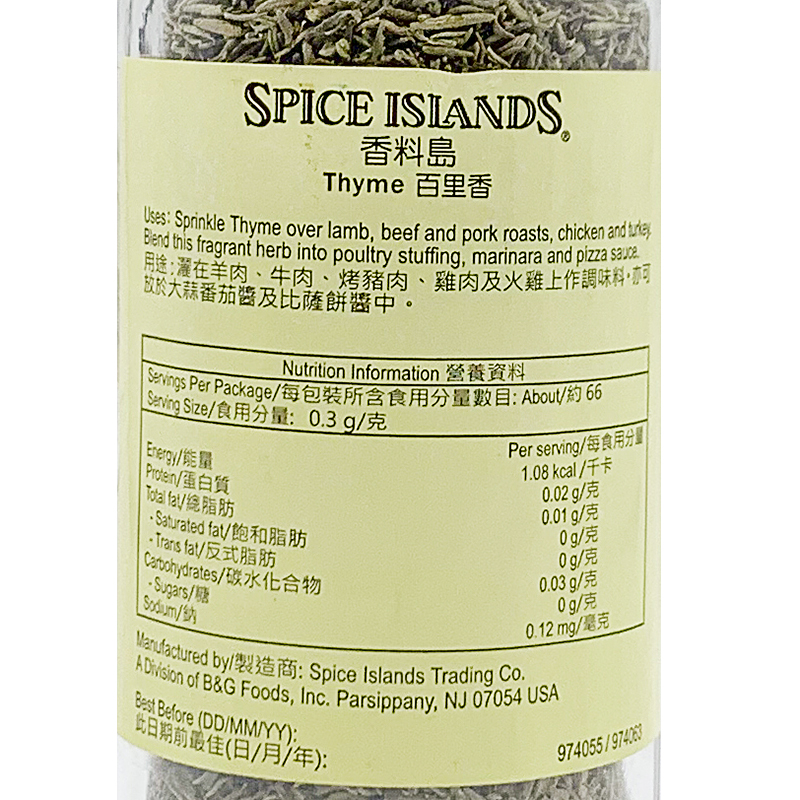 SPICE ISLANDS®
香料島
Thyme 百里香
Uses: Sprinkle Thyme over lamb, beef and pork roasts, chicken and turkey.
Blend this fragrant herb into poultry stuffing, marinara and pizza sauce.
用途:灑在羊肉、牛肉、烤豬肉、雞肉及火雞上作調味料。亦可
放於大蒜番茄醬及比薩餅醬中。
Nutrition Information 營養資料
Servings Per Package/每包裝所含食用分量數目: About/約 66
Serving Size/食用分量: 0.3 g/克
Per serving/每食用分量
Energy/能量 1.08 kcal /千卡
Protein/蛋白質 0.02 g/克
Total fat/總脂肪 0.01 g/克
- Saturated fat/飽和脂肪 0 g/克
- Trans fat/反式脂肪 0 g/克
Carbohydrates/碳水化合物 0.03 g/克
- Sugars/糖 0 g/克
Sodium/鈉 0.12 mg/毫克
Manufactured by/製造商: Spice Islands Trading Co.
A Division of B&G Foods, Inc. Parsippany, NJ 07054 USA
Best Before (DD/MM/YY):
此日期前最佳(日/月/年):
974055 / 974063